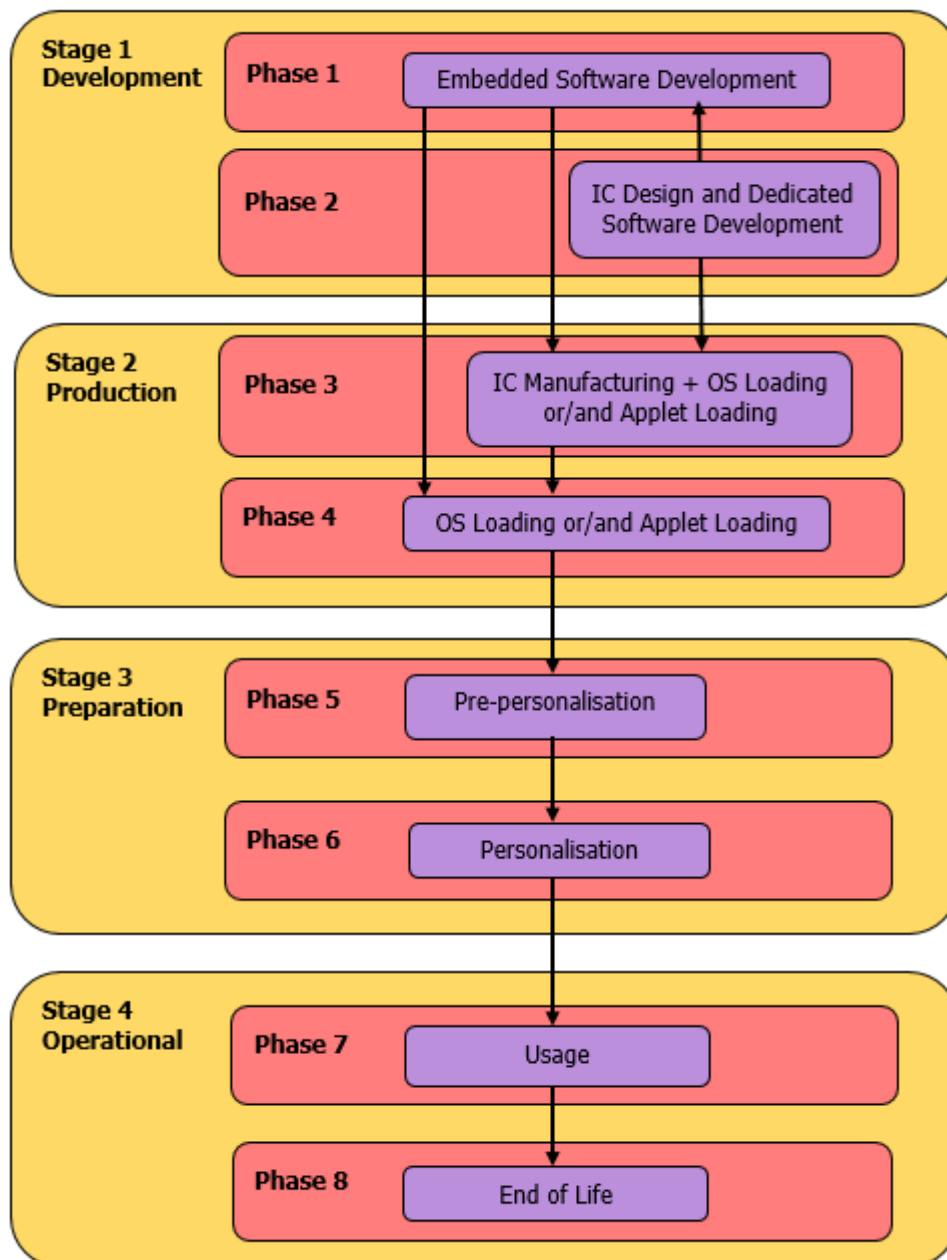 Stage 1
Development
Phase 1
Embedded Software Development
Phase 2
IC Design and Dedicated
Software Development
Stage 2
Production
Phase 3
IC Manufacturing + OS Loading
or/and Applet Loading
Phase 4
OS Loading or/and Applet Loading
Stage 3
Preparation
Phase 5
Pre-personalisation
Phase 6
Personalisation
Stage 4
Operational
Phase 7
Usage
Phase 8
End of Life